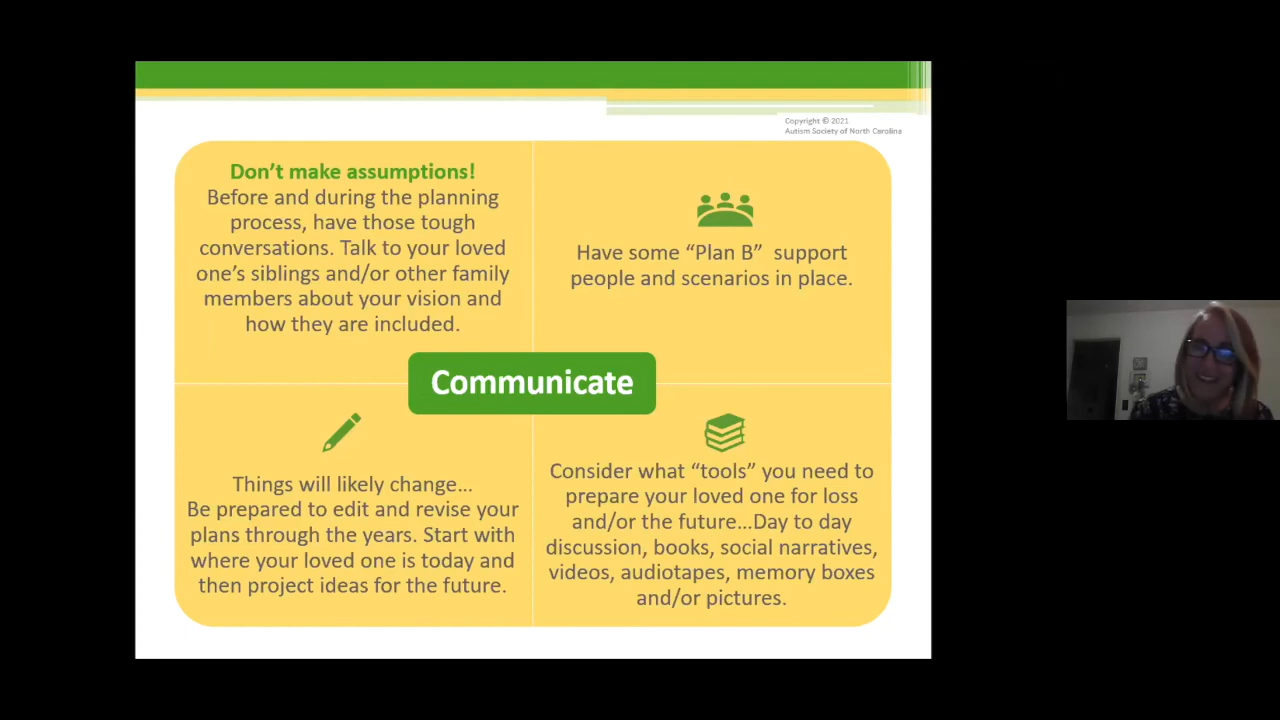 Copyright © 2021
Autism Society of North Carolina
Don't make assumptions!
Before and during the planning
process, have those tough
conversations. Talk to your loved
one's siblings and/or other family
members about your vision and
how they are included.
Have some “Plan B”  support
people and scenarios in place.
Communicate
Things will likely change…
Be prepared to edit and revise your
plans through the years. Start with
where your loved one is today and
then project ideas for the future.
Consider what “tools” you need to
prepare your loved one for loss
and/or the future…Day to day
discussion, books, social narratives,
videos, audiotapes, memory boxes
and/or pictures.